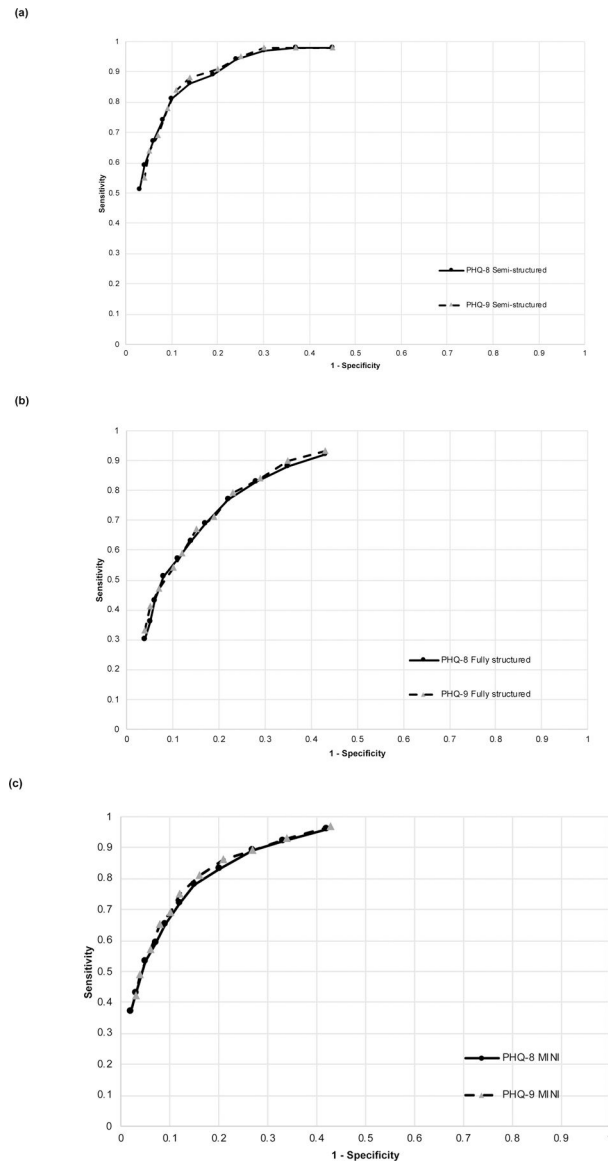 (a)
1
0.9
0.8
0.7
0.6
0.5
0.4
0.3
0.2
0.1
0
Sensitivity
PHQ-8 Semi-structured
PHQ-9 Semi-structured
0 0.1 0.2 0.3 0.4 0.5 0.6 0.7 0.8 0.9 1
1 - Specificity
(b)
1
0.9
0.8
0.7
0.6
0.5
0.4
0.3
0.2
0.1
0
Sensitivity
PHQ-8 Fully structured
PHQ-9 Fully structured
0 0.1 0.2 0.3 0.4 0.5 0.6 0.7 0.8 0.9 1
1 - Specificity
(c)
1
0.9
0.8
0.7
0.6
0.5
0.4
0.3
0.2
0.1
0
Sensitivity
PHQ-8 MINI
PHQ-9 MINI
0 0.1 0.2 0.3 0.4 0.5 0.6 0.7 0.8 0.9
1 - Specificity